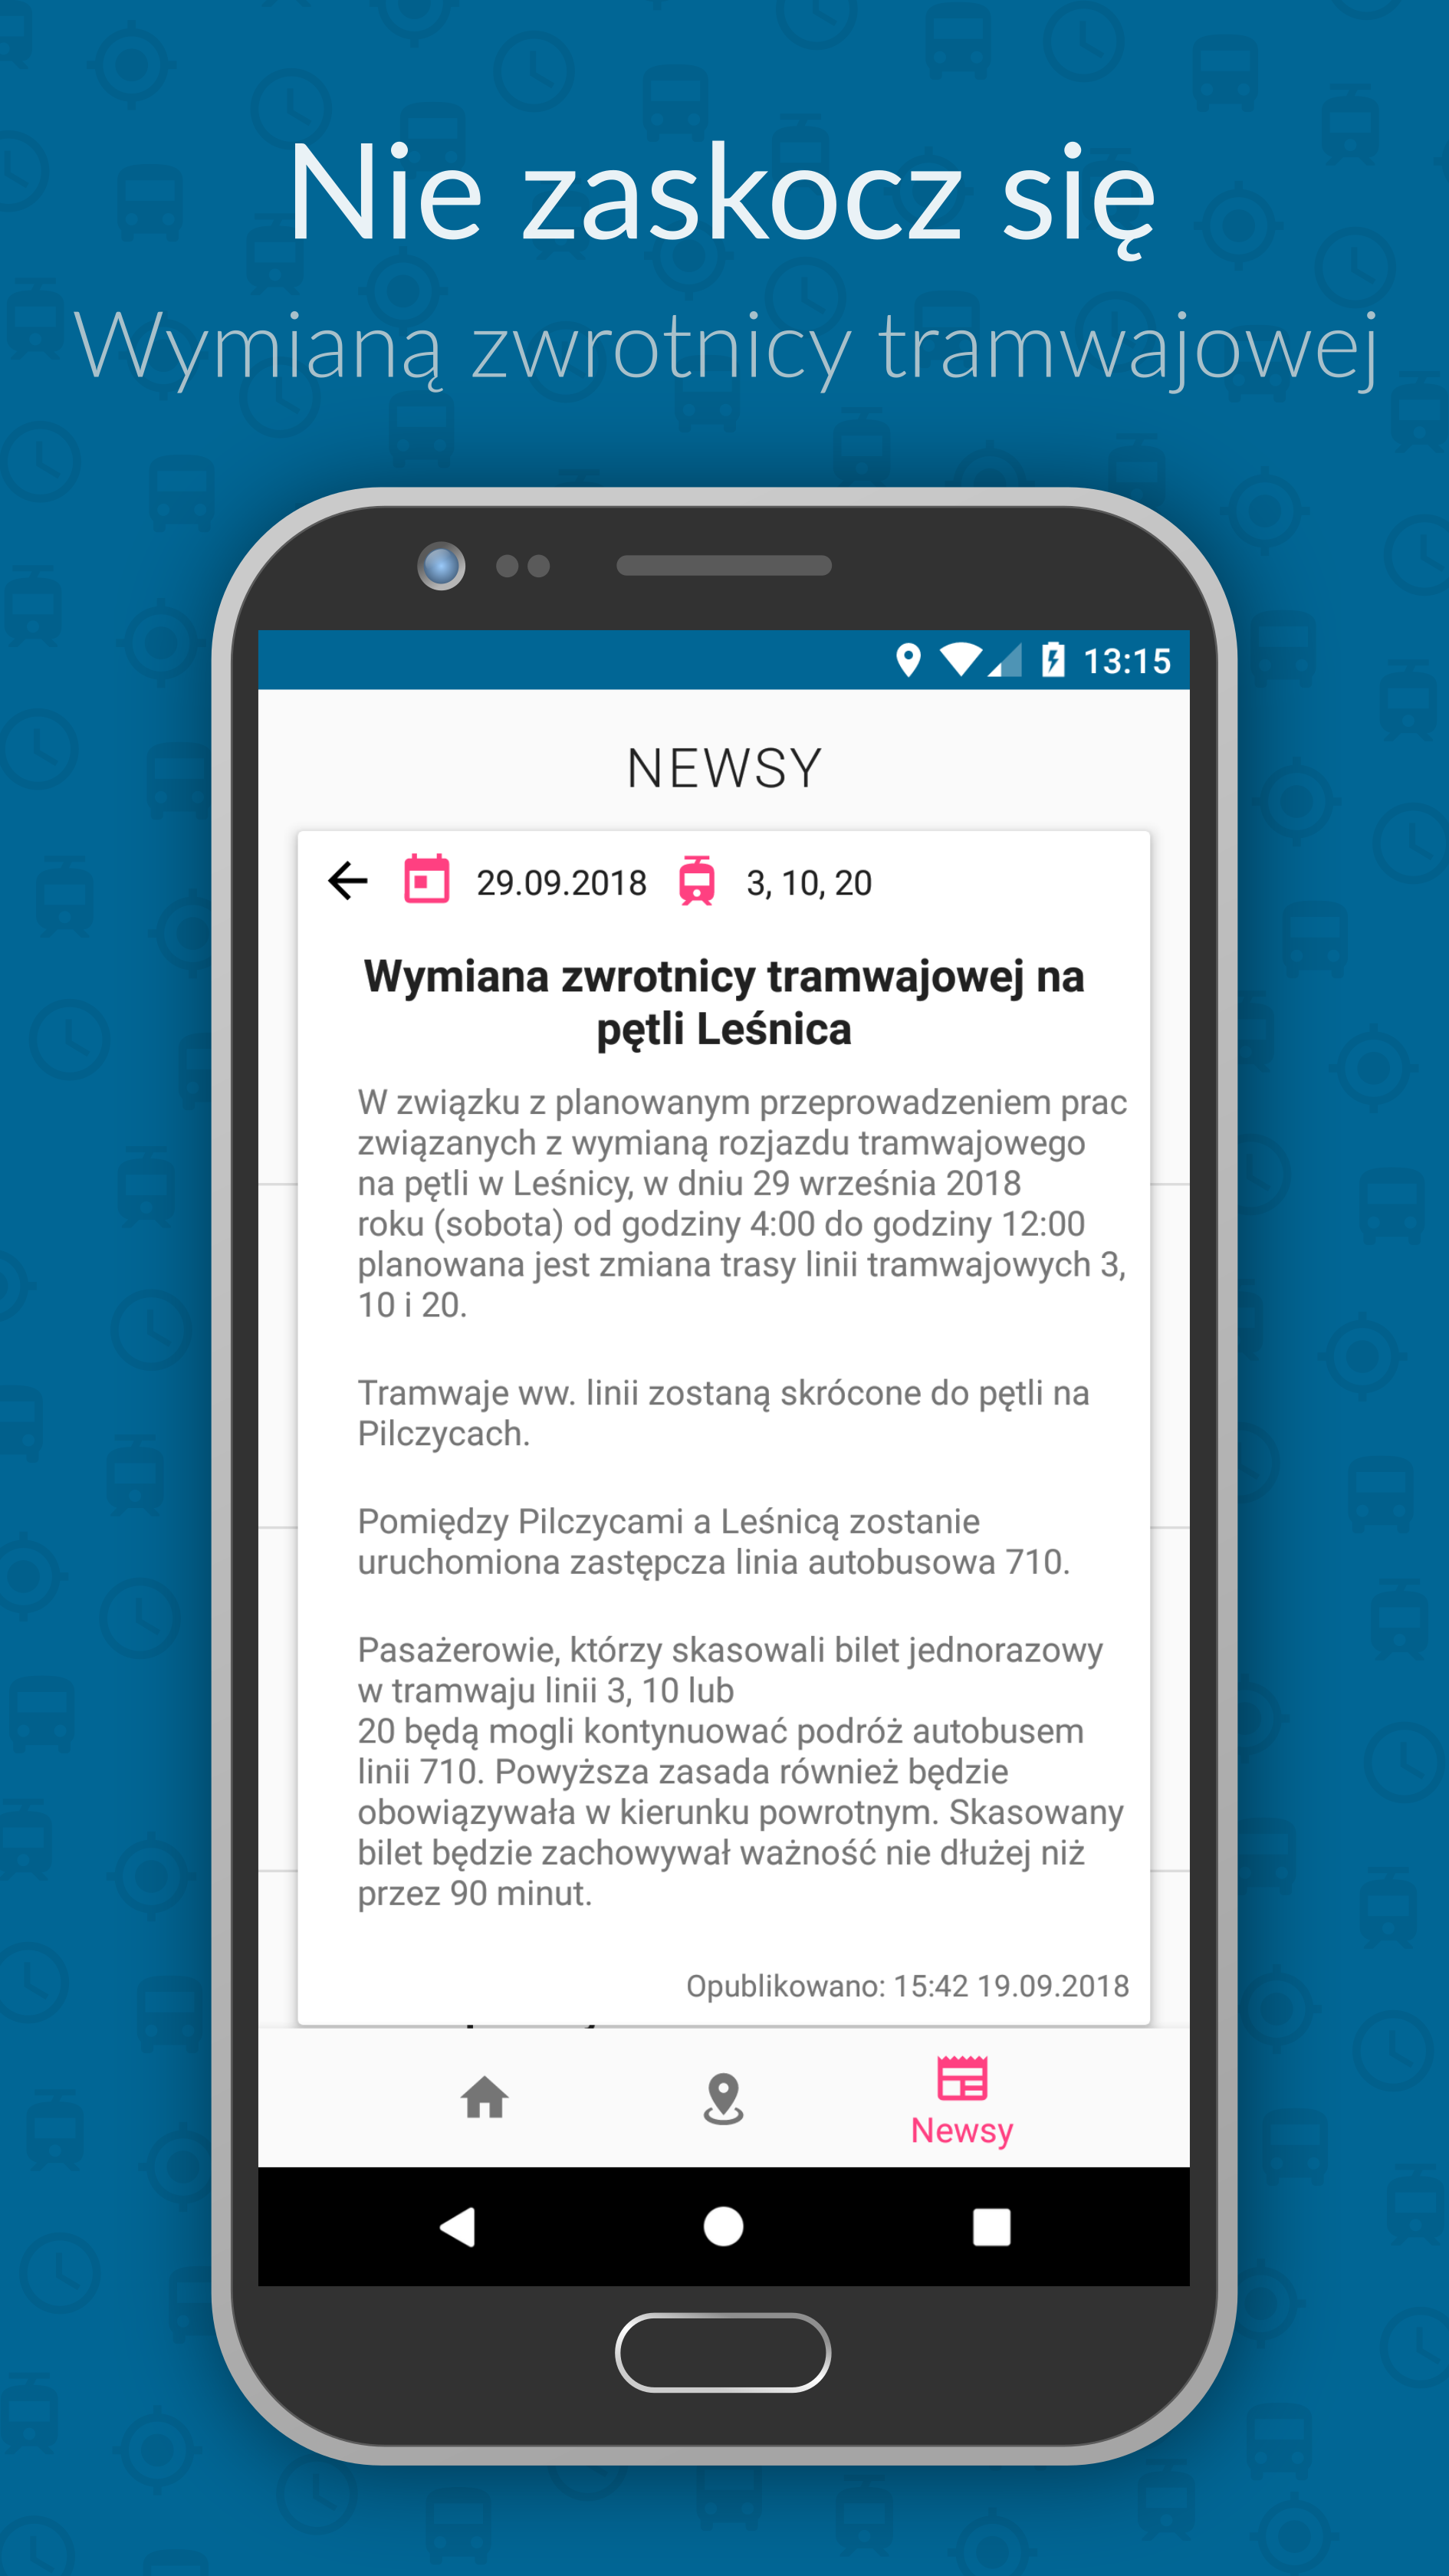 Nie zaskocz się
Wymianą zwrotnicy tramwajowej
13:15
NEWSY
29.09.2018 3, 10, 20
Wymiana zwrotnicy tramwajowej na
pętli Leśnica
W związku z planowanym przeprowadzeniem prac
związanych z wymianą rozjazdu tramwajowego
na pętli w Leśnicy, w dniu 29 września 2018
roku (sobota) od godziny 4:00 do godziny 12:00
planowana jest zmiana trasy linii tramwajowych 3,
10 i 20.
Tramwaje ww. linii zostaną skrócone do pętli na
Pilczycach.
Pomiędzy Pilczycami a Leśnicą zostanie
uruchomiona zastępcza linia autobusowa 710.
Pasażerowie, którzy skasowali bilet jednorazowy
w tramwaju linii 3, 10 lub
20 będą mogli kontynuować podróż autobusem
linii 710. Powyższa zasada również będzie
obowiązywała w kierunku powrotnym. Skasowany
bilet będzie zachowywał ważność nie dłużej niż
przez 90 minut.
Opublikowano: 15:42 19.09.2018
Newsy